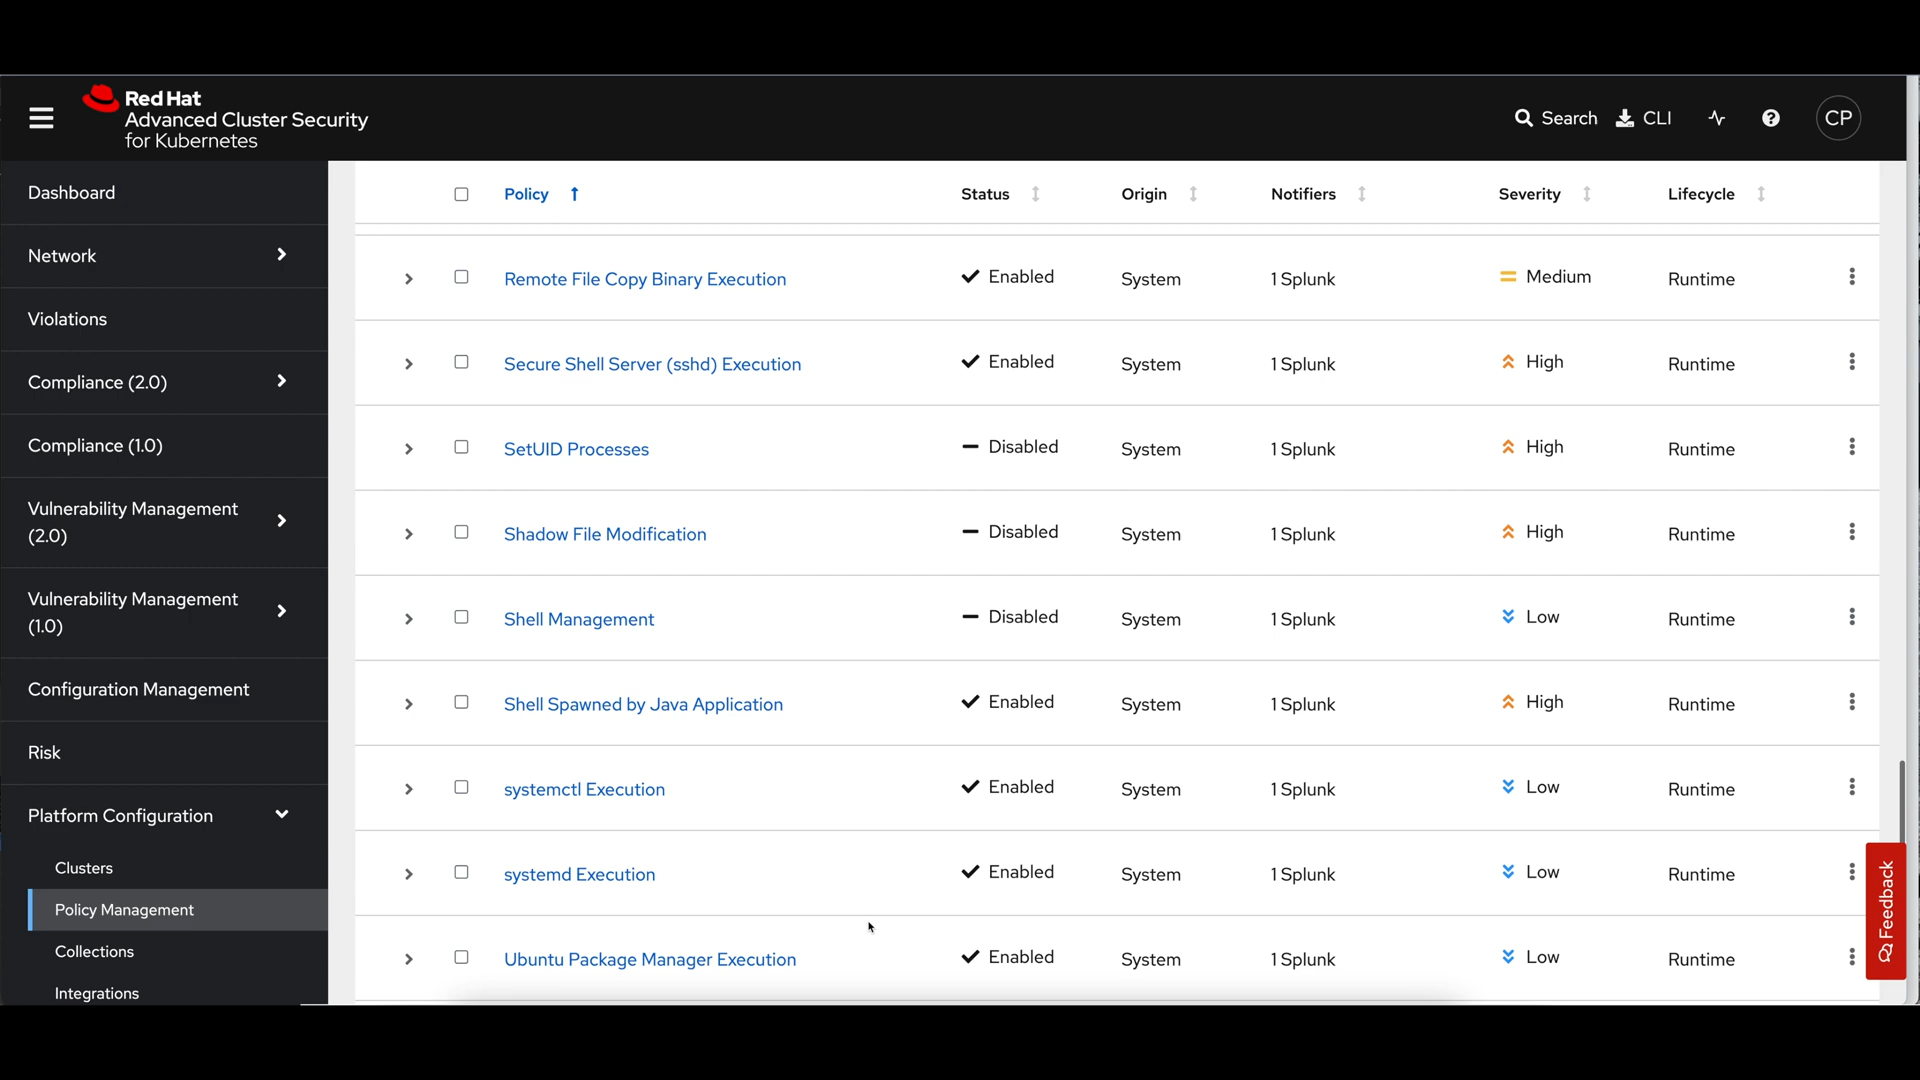 Red Hat
Advanced Cluster Security
for Kubernetes
Search
CLI
CP
Dashboard
Network
Violations
Compliance (2.0)
Compliance (1.0)
Vulnerability Management
(2.0)
Vulnerability Management
(1.0)
Configuration Management
Risk
Platform Configuration
Clusters
Policy Management
Collections
Integrations
Policy Status Origin Notifiers Severity Lifecycle
Remote File Copy Binary Execution Enabled System 1 Splunk Medium Runtime
Secure Shell Server (sshd) Execution Enabled System 1 Splunk High Runtime
SetUID Processes Disabled System 1 Splunk High Runtime
Shadow File Modification Disabled System 1 Splunk High Runtime
Shell Management Disabled System 1 Splunk Low Runtime
Shell Spawned by Java Application Enabled System 1 Splunk High Runtime
systemctl Execution Enabled System 1 Splunk Low Runtime
systemd Execution Enabled System 1 Splunk Low Runtime
Ubuntu Package Manager Execution Enabled System 1 Splunk Low Runtime
Feedback